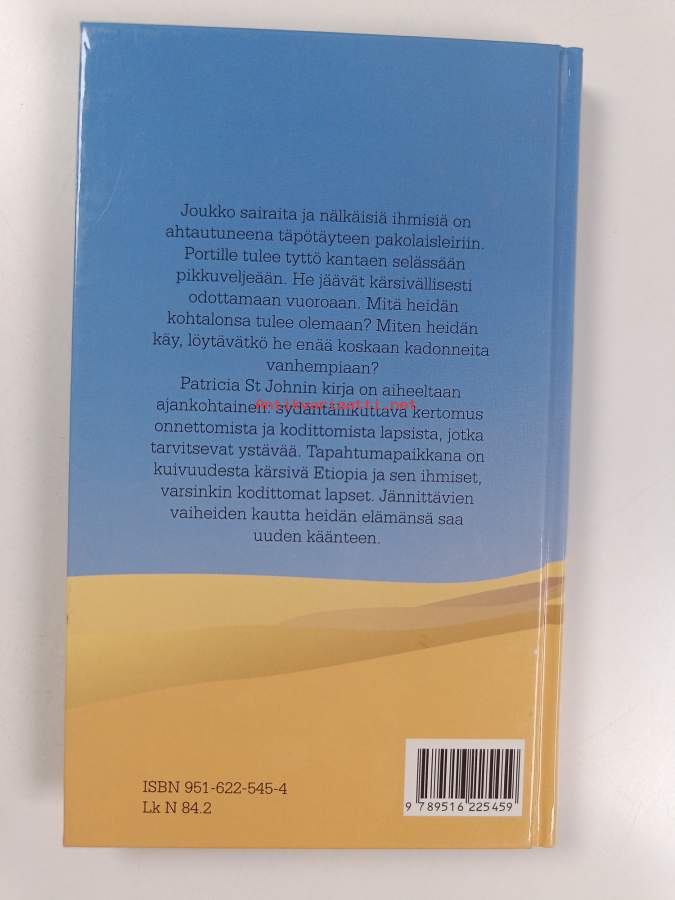 Joukko sairaita ja nälkäisiä ihmisiä on
ahtautuneena täpötäyteen pakolaisleiriin.
Portille tulee tyttö kantaen selässään
pikkuveljeään. He jäävät kärsivällisesti
odottamaan vuoroaan. Mitä heidän
kohtalonsa tulee olemaan? Miten heidän
käy, löytävätkö he enää koskaan kadonneita
vanhempiaan?
Patricia St Johnin kirja on aiheeltaan
ajankohtainen: sydäntäliikuttava kertomus
Antikvariaatti.net
onnettomista ja kodittomista lapsista, jotka
tarvitsevat ystävää. Tapahtumapaikkana on
kuivuudesta kärsivä Etiopia ja sen ihmiset,
varsinkin kodittomat lapset. Jännittävien
vaiheiden kautta heidän elämänsä saa
uuden käänteen.
ISBN 951-622-545-4
Lk N 84.2
9 789516 225459